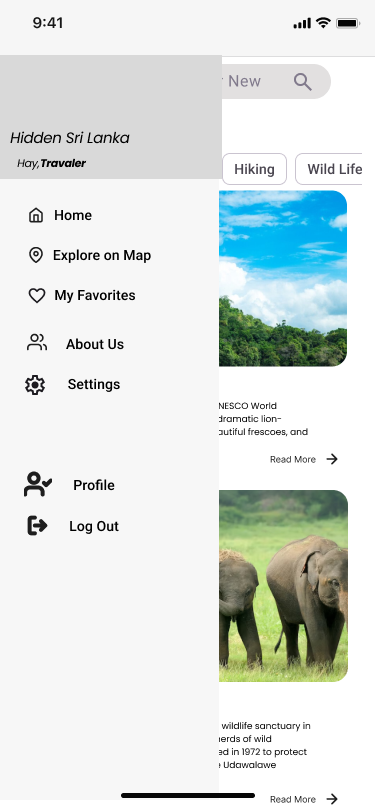 9:41
New
Hidden Sri Lanka
Hay,Travaler
Hiking
Wild Life
Home
Explore on Map
My Favorites
About Us
Settings
NESCO World
dramatic lion-
autiful frescoes, and
Read More
Profile
Log Out
wildlife sanctuary in
herds of wild
ed in 1972 to protect
Udawalawe
Read More